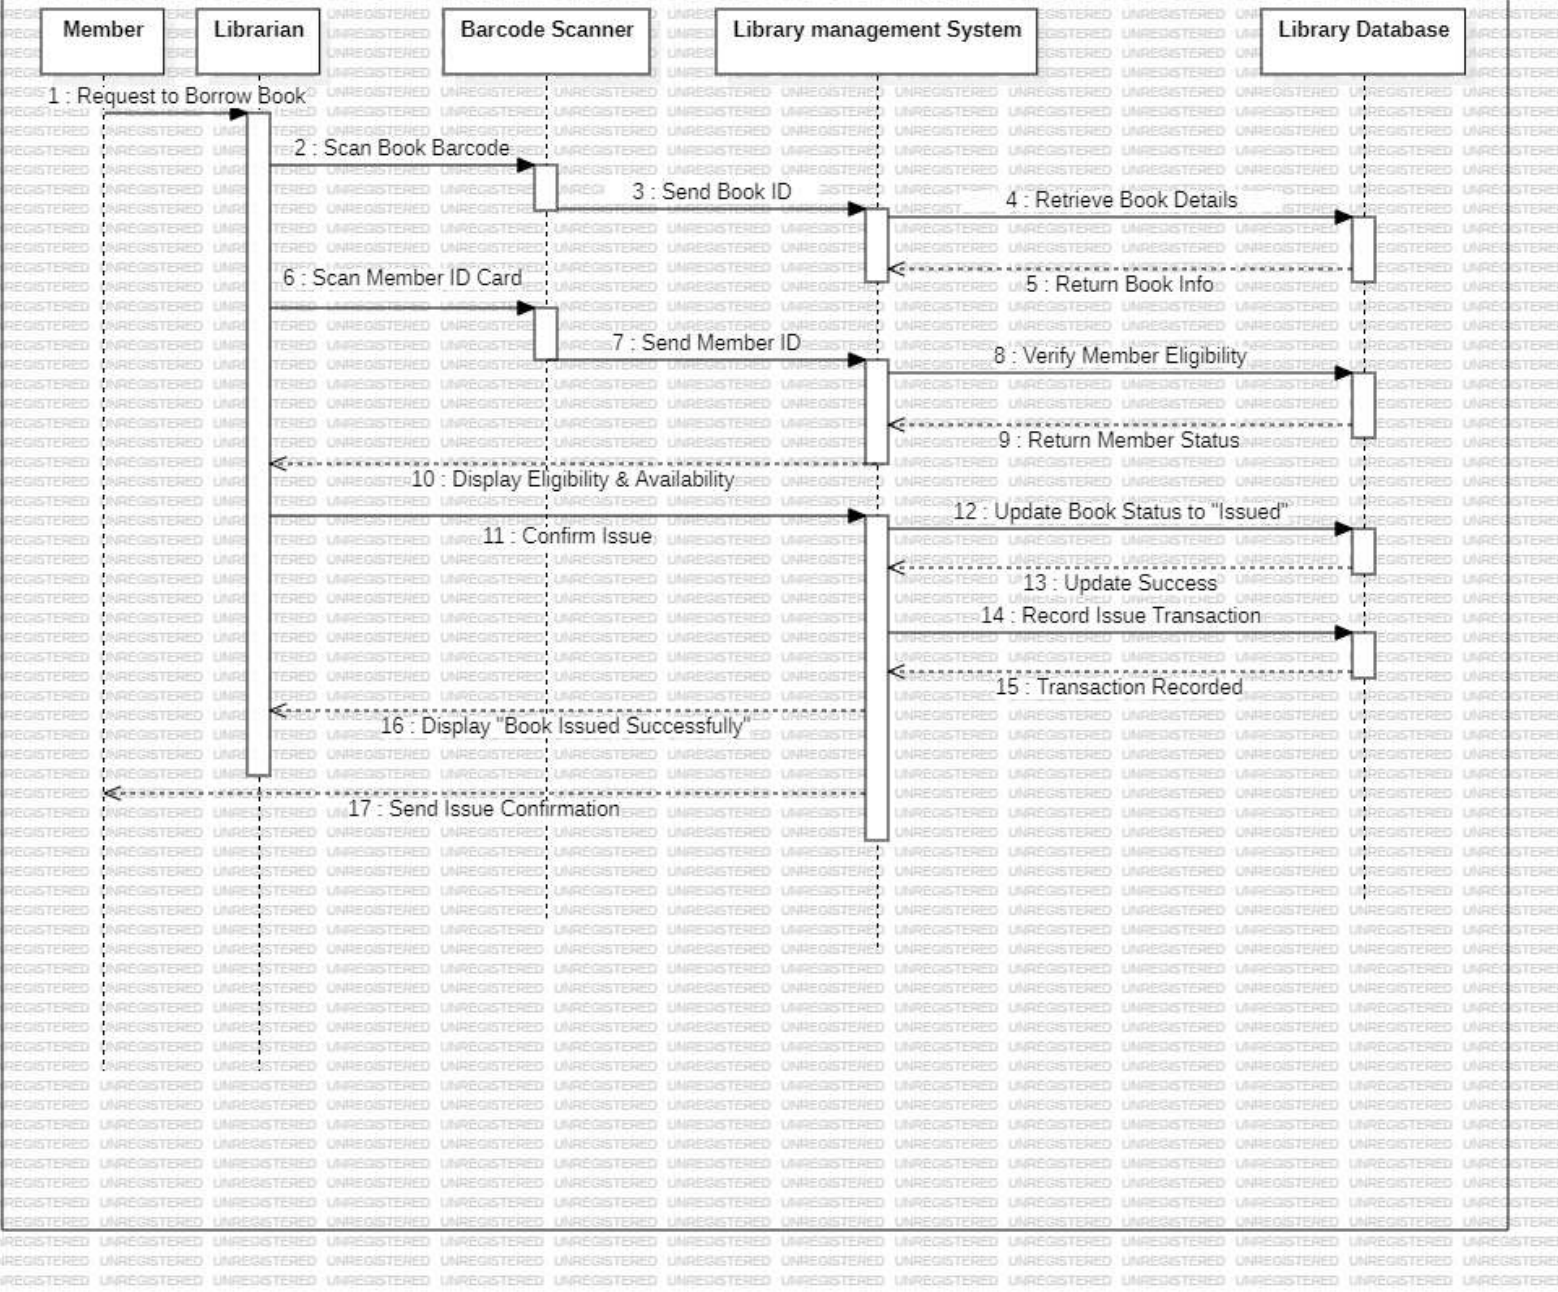 Member
Librarian
Barcode Scanner
Library management System
Library Database
1 : Request to Borrow Book
2 : Scan Book Barcode
3 : Send Book ID
4 : Retrieve Book Details
5 : Return Book Info
6 : Scan Member ID Card
7 : Send Member ID
8 : Verify Member Eligibility
9 : Return Member Status
10 : Display Eligibility & Availability
11 : Confirm Issue
12 : Update Book Status to "Issued"
13 : Update Success
14 : Record Issue Transaction
15 : Transaction Recorded
16 : Display "Book Issued Successfully"
17 : Send Issue Confirmation
UNREGISTERED